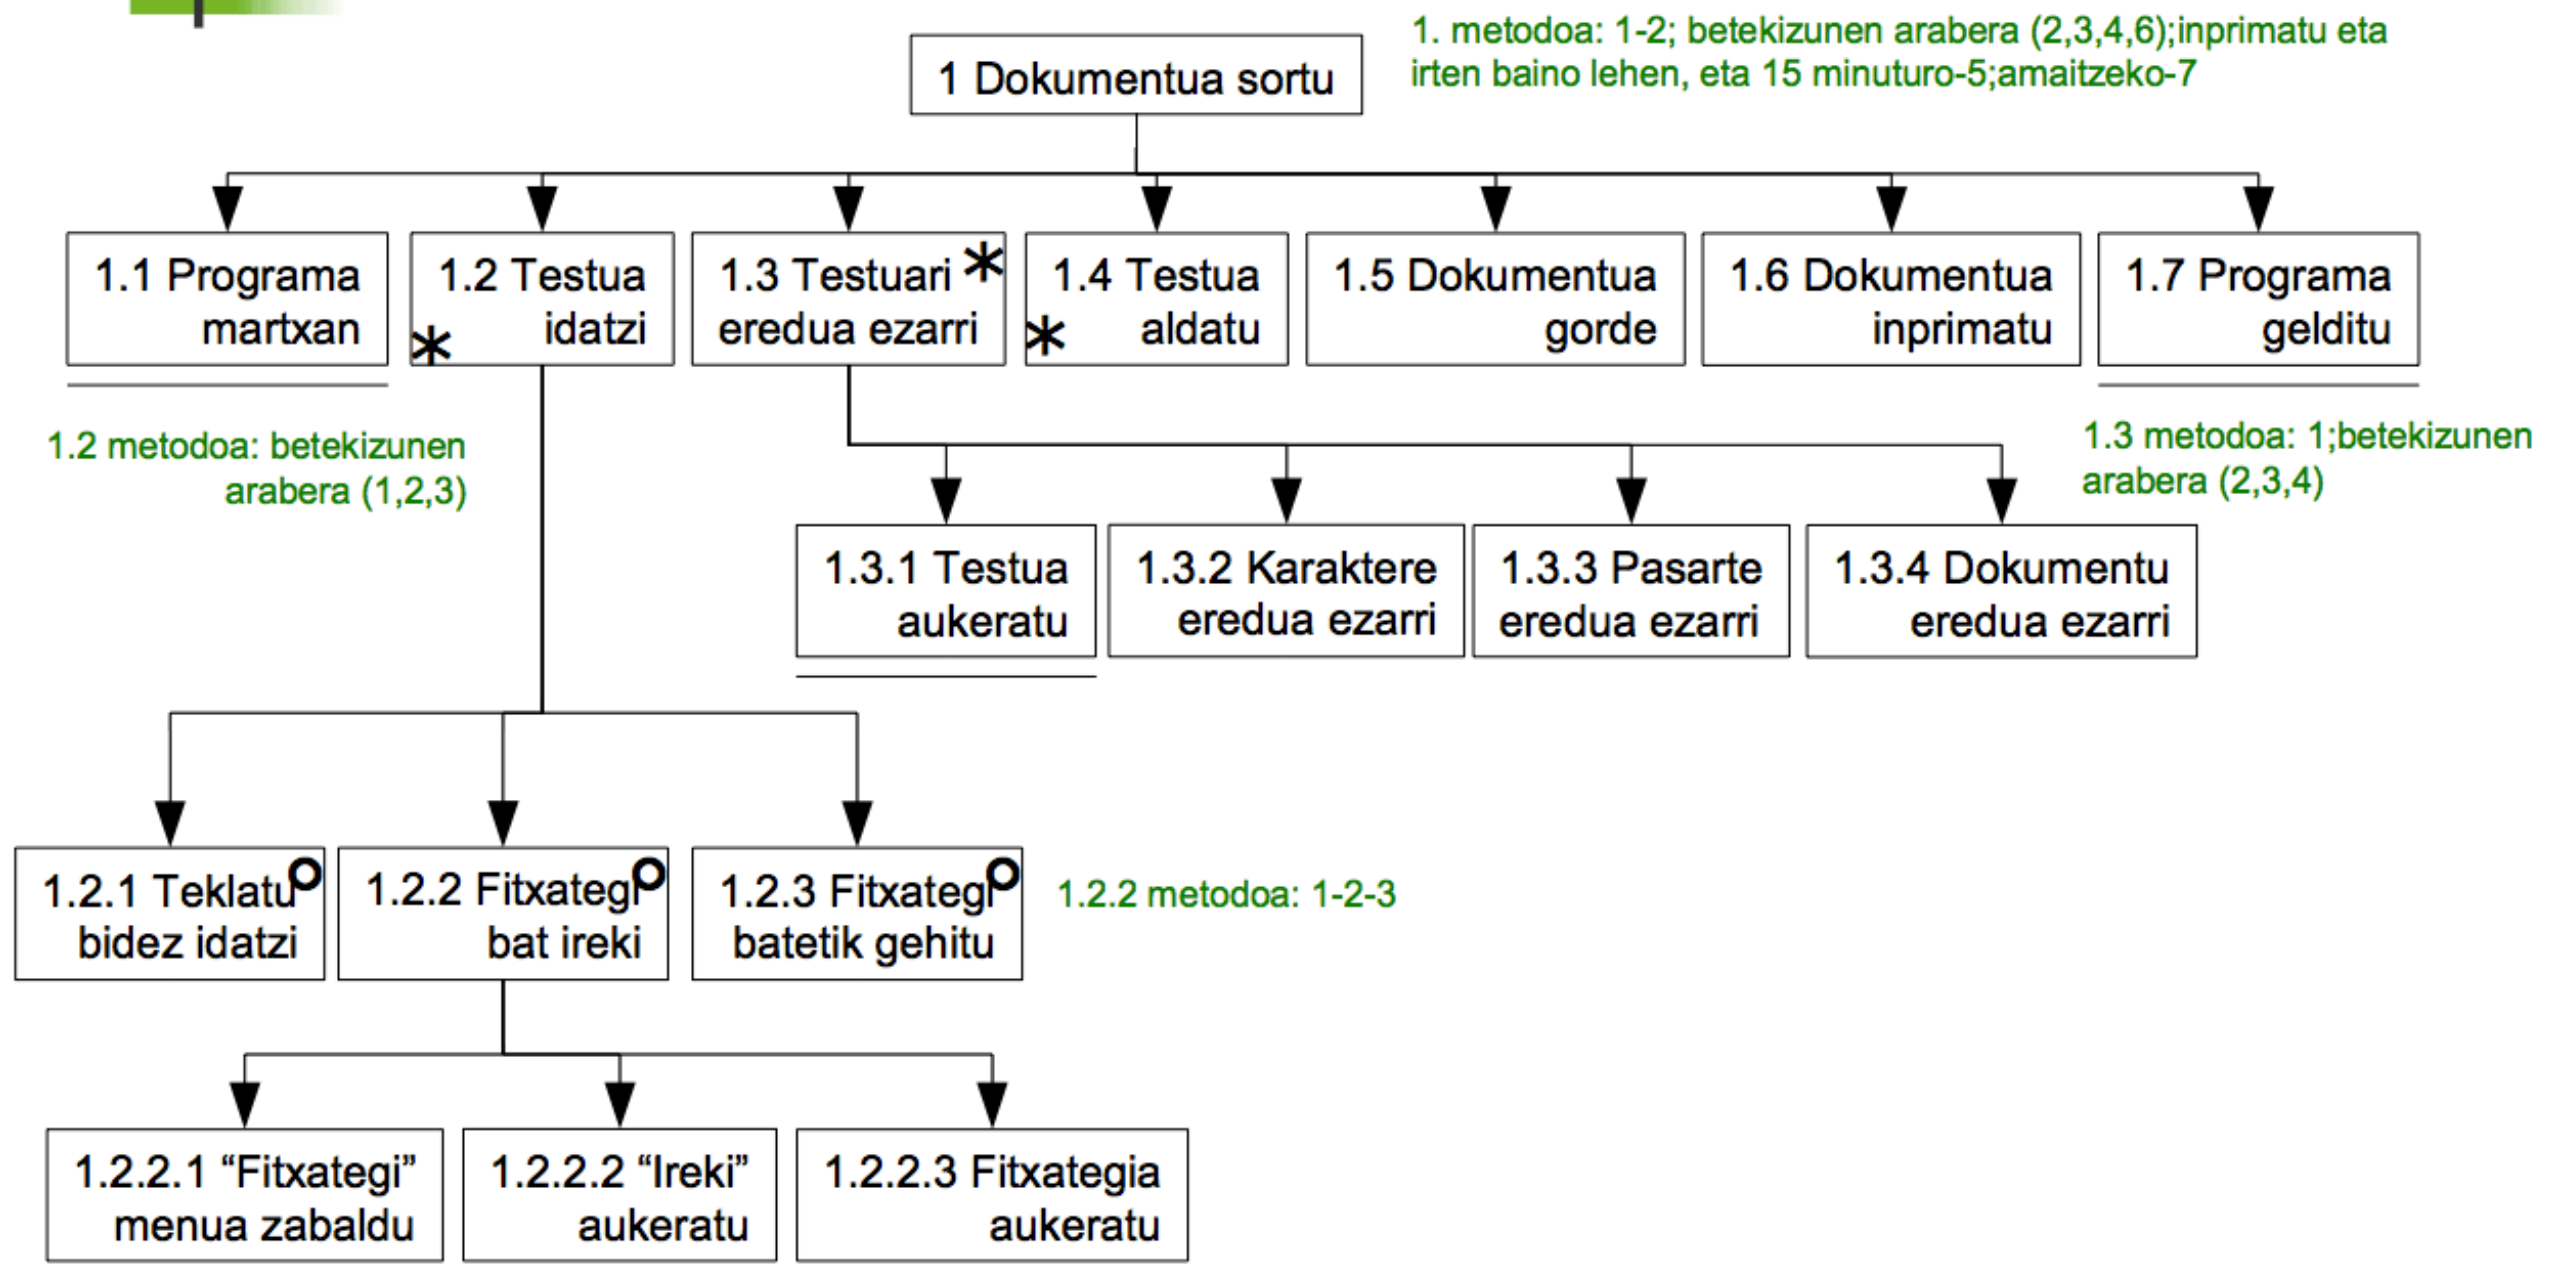 1 Dokumentua sortu
1. metodoa: 1-2; betekizunen arabera (2,3,4,6);inprimatu eta
irten baino lehen, eta 15 minuturo-5;amaitzeko-7
1.1 Programa
martxan
1.2 Testua
idatzi
*
1.3 Testuari *
eredua ezarri
1.4 Testua
aldatu
*
1.5 Dokumentua
gorde
1.6 Dokumentua
inprimatu
1.7 Programa
gelditu
1.2 metodoa: betekizunen
arabera (1,2,3)
1.3 metodoa: 1;betekizunen
arabera (2,3,4)
1.3.1 Testua
aukeratu
1.3.2 Karaktere
eredua ezarri
1.3.3 Pasarte
eredua ezarri
1.3.4 Dokumentu
eredua ezarri
1.2.1 Teklatu
bidez idatzi
1.2.2 Fitxategi
bat ireki
1.2.3 Fitxategi
batetik gehitu
1.2.2 metodoa: 1-2-3
1.2.2.1 “Fitxategi”
menua zabaldu
1.2.2.2 “Ireki”
aukeratu
1.2.2.3 Fitxategia
aukeratu